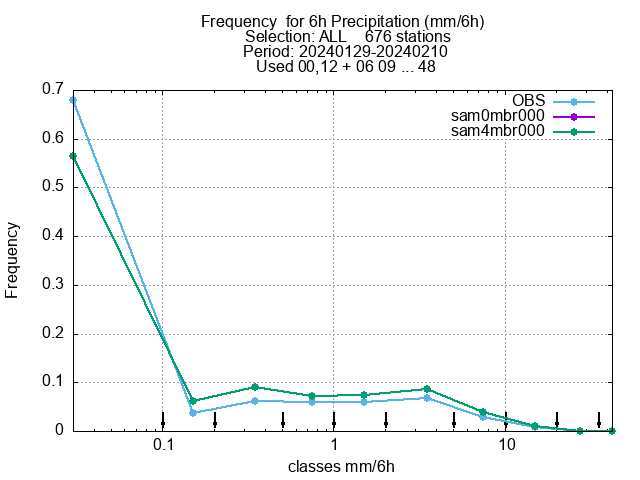 Frequency  for 6h Precipitation (mm/6h)
Selection: ALL    676 stations
Period: 20240129-20240210
Used 00,12 + 06 09 ... 48
OBS
sam0mbr000
sam4mbr000
0.7
0.6
0.5
0.4
0.3
0.2
0.1
0
Frequency
0.1
1
10
classes mm/6h